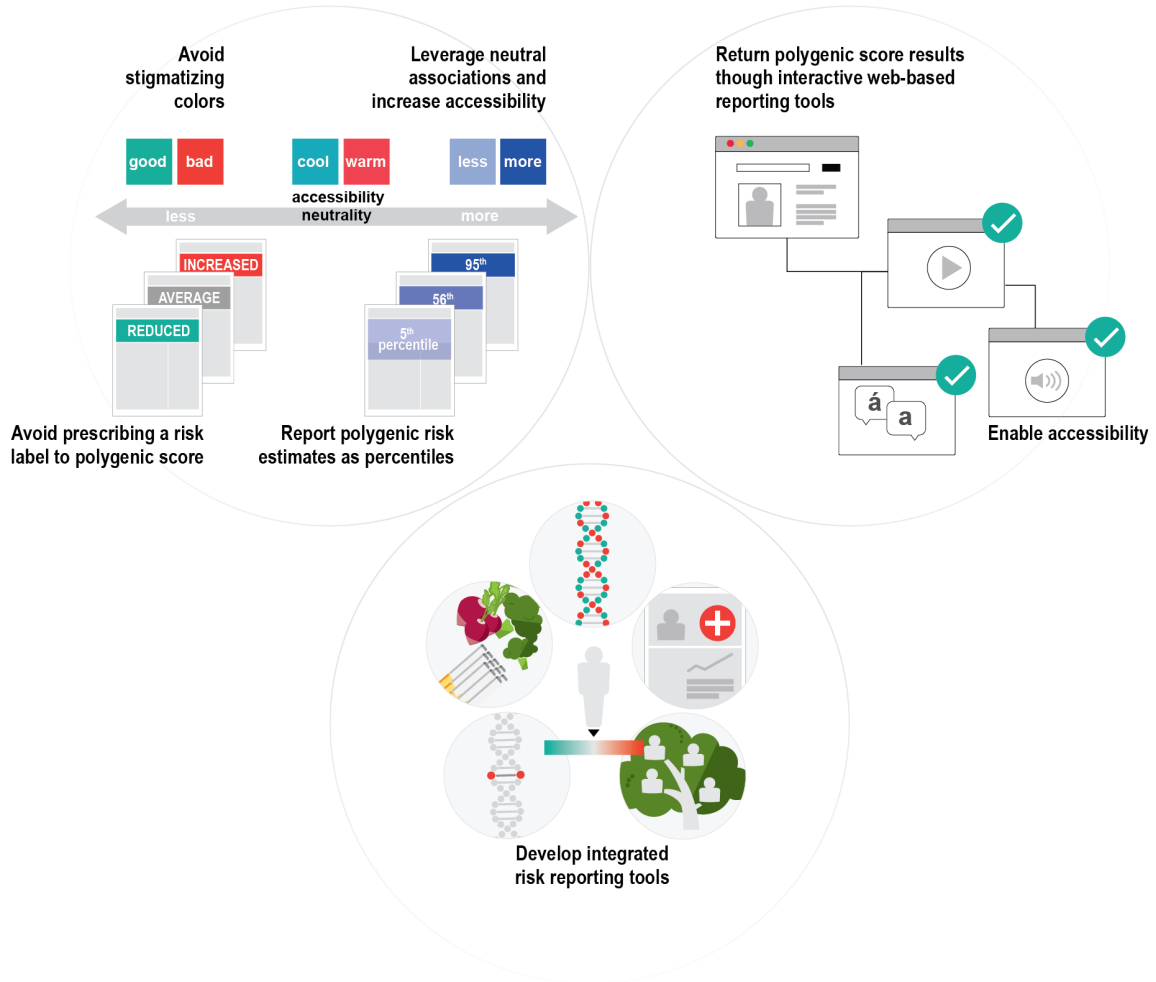 Avoid
stigmatizing
colors
Leverage neutral
associations and
increase accessibility
good
bad
cool
warm
less
more
accessibility
neutrality
less
more
INCREASED
AVERAGE
REDUCED
95th
56th
5th
percentile
Avoid prescribing a risk
label to polygenic score
Report polygenic risk
estimates as percentiles
Return polygenic score results
though interactive web-based
reporting tools
á
a
Enable accessibility
Develop integrated
risk reporting tools